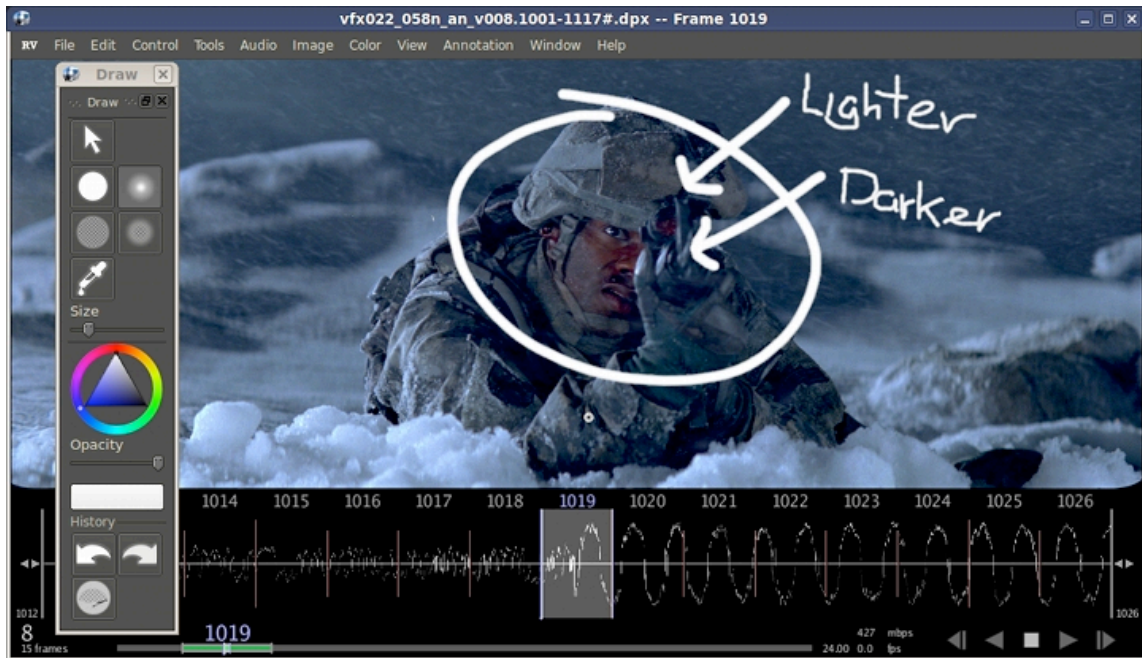 vfx022_058n_an_v008.1001-1117#.dpx -- Frame 1019
RV File Edit Control Tools Audio Image Color View Annotation Window Help
Draw
Draw
Lighter
Darker
Size
Opacity
History
1014 1015 1016 1017 1018 1019 1020 1021 1022 1023 1024 1025 1026
1012
1026
8
15 frames
1019
427 mbps
24.00 0.0 fps